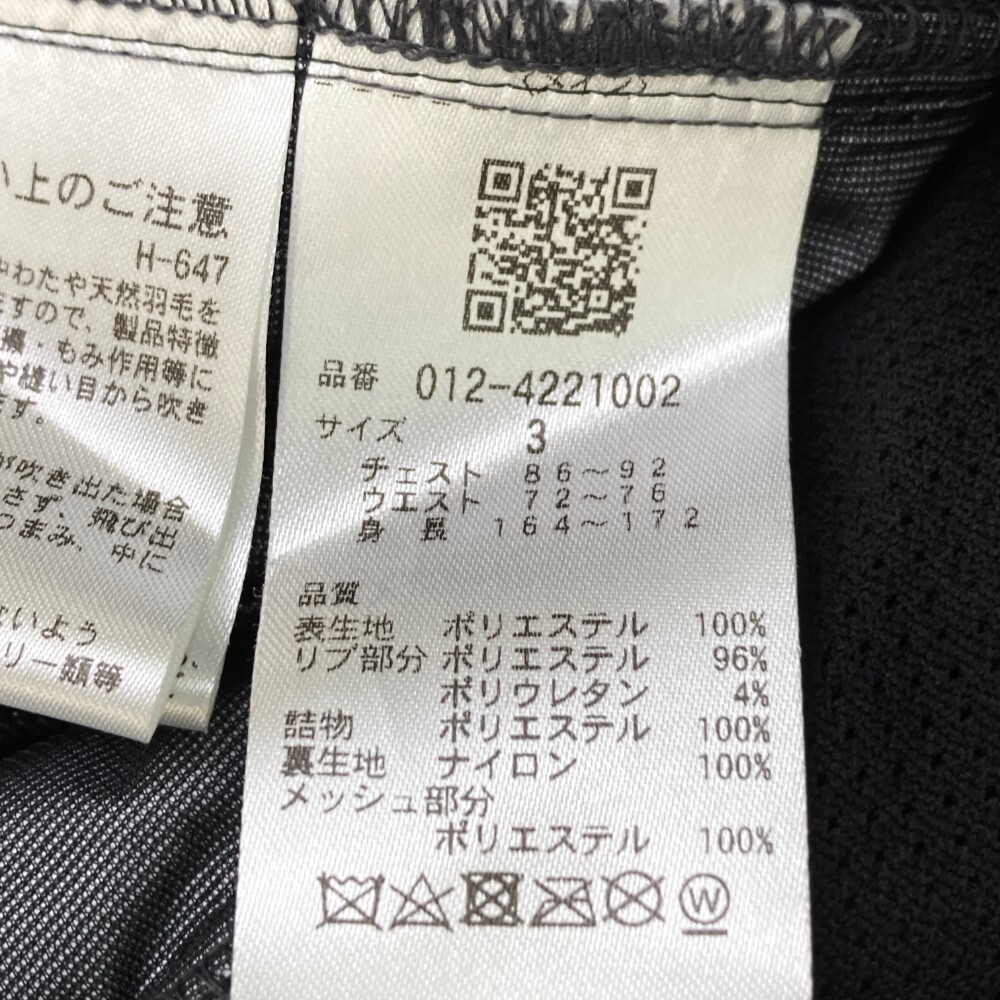 い上のご注意
H-647
中わたや天然羽毛を
ますので、製品特徴
擦・もみ作用等に
や縫い目から吹き
ます。
が吹き出た場合
さず、飛び出
つまみ、中に
ないよう
リー類等
品番 012-4221002
サイズ 3
チェスト 86~92
ウエスト 72~76
身長 164~172
品質
表生地 ポリエステル 100%
リブ部分 ポリエステル 96%
ポリウレタン 4%
詰物 ポリエステル 100%
裏生地 ナイロン 100%
メッシュ部分
ポリエステル 100%
W